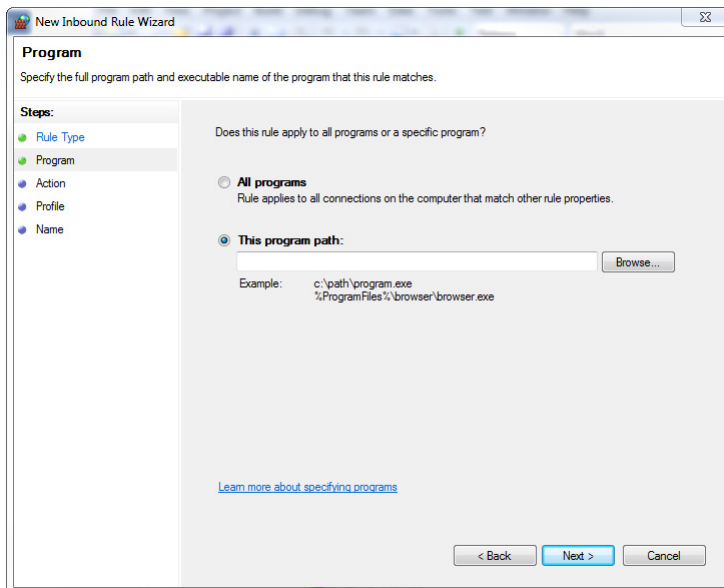 New Inbound Rule Wizard
Program
Specify the full program path and executable name of the program that this rule matches.
Steps:
Rule Type
Program
Action
Profile
Name
Does this rule apply to all programs or a specific program?
All programs
Rule applies to all connections on the computer that match other rule properties.
This program path:
Browse...
Example: c:\path\program.exe
%ProgramFiles%\browser\browser.exe
Learn more about specifying programs
< Back Next > Cancel